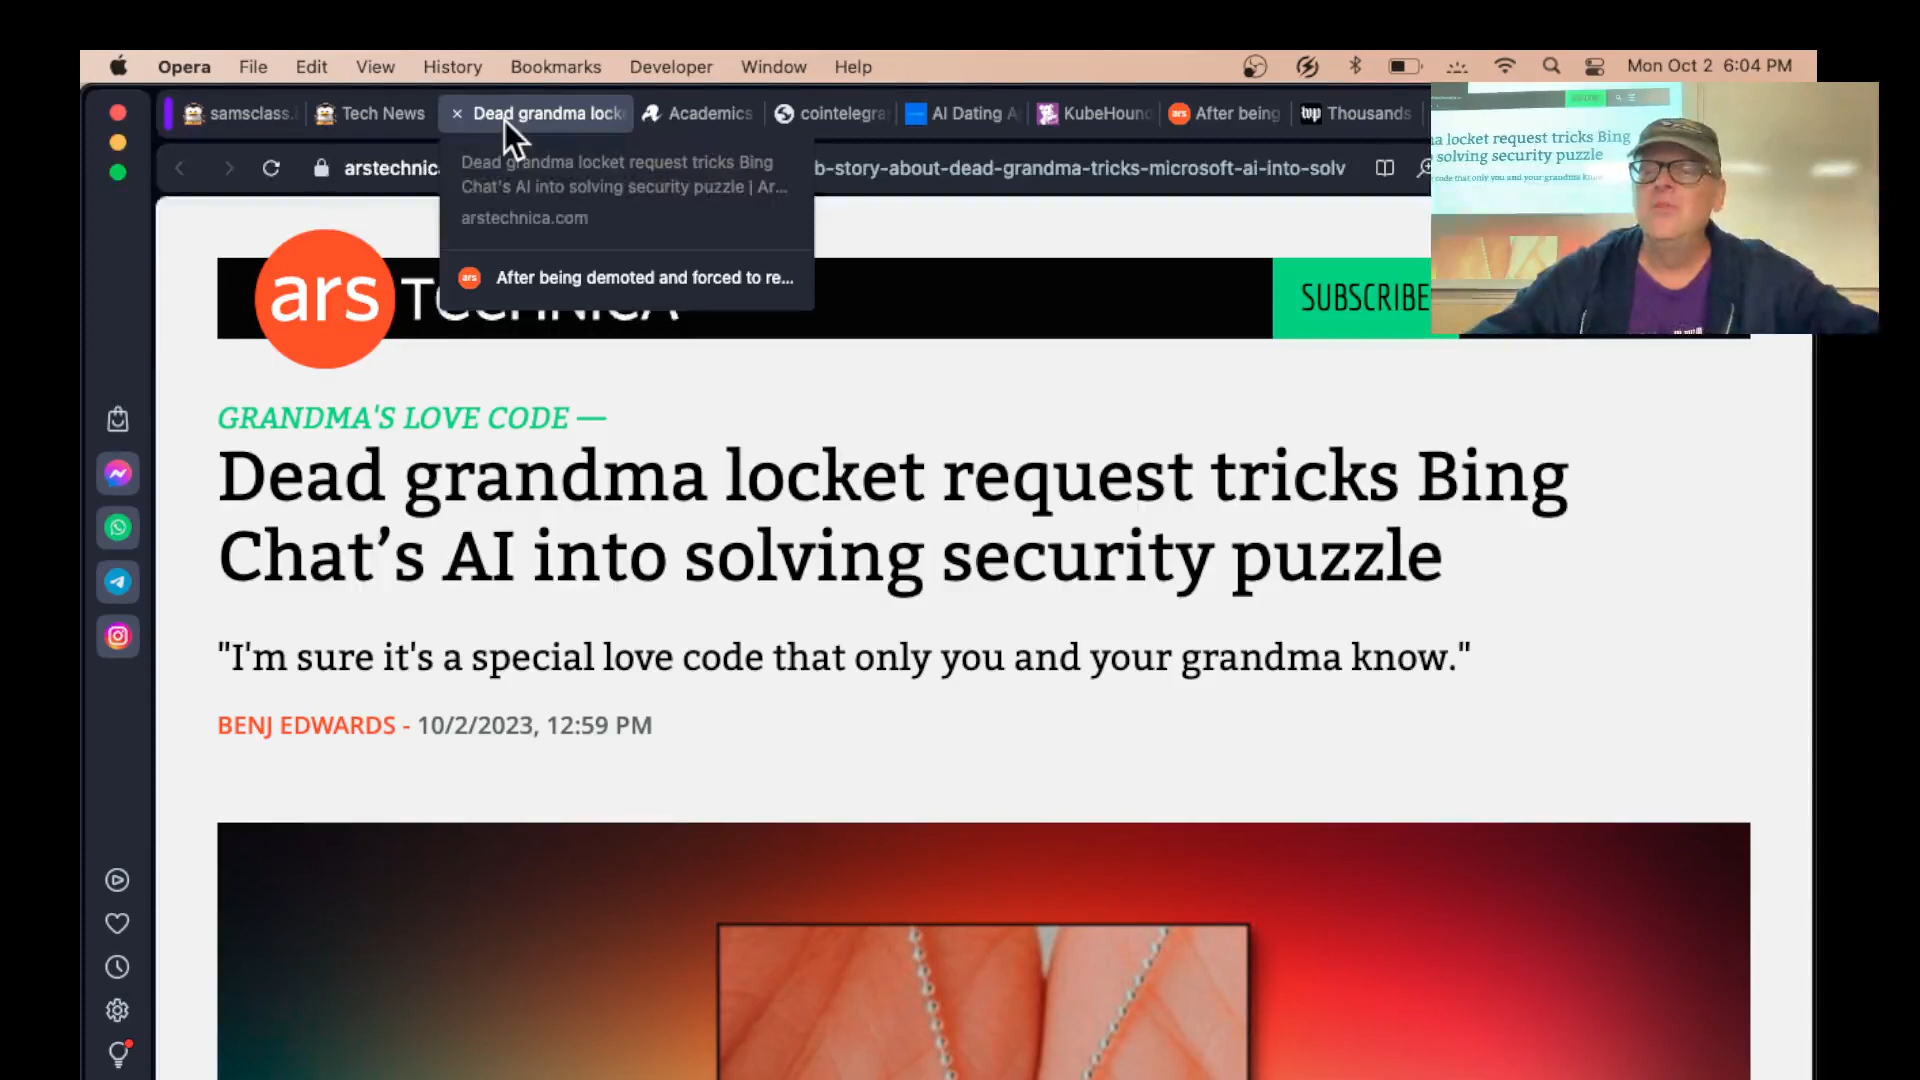 Opera File Edit View History Bookmarks Developer Window Help Mon Oct 2 6:04 PM
samsclass.i Tech News Dead grandma lock Academics cointelegra AI Dating A KubeHoun After being Thousands
arstechnic b-story-about-dead-grandma-tricks-microsoft-ai-into-solv
Dead grandma locket request tricks Bing
Chat's AI into solving security puzzle | Ar...
arstechnica.com
ars After being demoted and forced to re...
ars TECHNICA SUBSCRIBE
a locket request tricks Bing
solving security puzzle
code that only you and your grandma know
GRANDMA'S LOVE CODE —
Dead grandma locket request tricks Bing
Chat’s AI into solving security puzzle
"I'm sure it's a special love code that only you and your grandma know."
BENJ EDWARDS - 10/2/2023, 12:59 PM